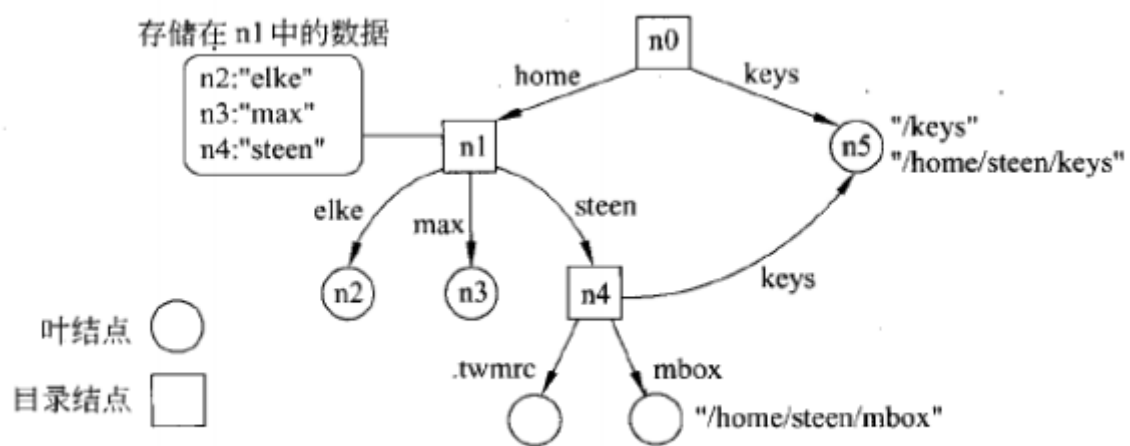 存储在 n1 中的数据
n0
n2:"elke"
n3:"max"
n4:"steen"
home
keys
n1
n5
"/keys"
"/home/steen/keys"
elke
max
steen
n2
n3
n4
keys
叶结点
.twmrc
mbox
目录结点
"/home/steen/mbox"